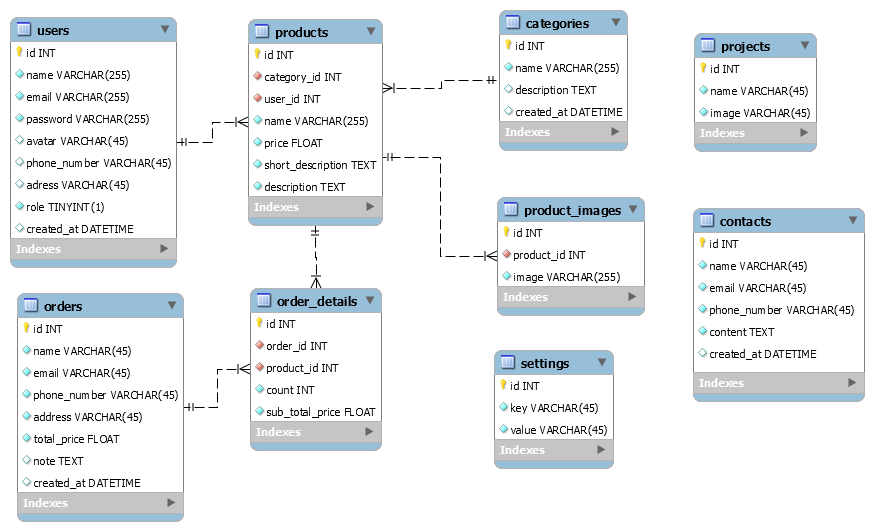 users
id INT
name VARCHAR(255)
email VARCHAR(255)
password VARCHAR(255)
avatar VARCHAR(45)
phone_number VARCHAR(45)
adress VARCHAR(45)
role TINYINT(1)
created_at DATETIME
Indexes
products
id INT
category_id INT
user_id INT
name VARCHAR(255)
price FLOAT
short_description TEXT
description TEXT
Indexes
categories
id INT
name VARCHAR(255)
description TEXT
created_at DATETIME
Indexes
projects
id INT
name VARCHAR(45)
image VARCHAR(45)
Indexes
product_images
id INT
product_id INT
image VARCHAR(255)
Indexes
contacts
id INT
name VARCHAR(45)
email VARCHAR(45)
phone_number VARCHAR(45)
content TEXT
created_at DATETIME
Indexes
orders
id INT
name VARCHAR(45)
email VARCHAR(45)
phone_number VARCHAR(45)
address VARCHAR(45)
total_price FLOAT
note TEXT
created_at DATETIME
Indexes
order_details
id INT
order_id INT
product_id INT
count INT
sub_total_price FLOAT
Indexes
settings
id INT
key VARCHAR(45)
value VARCHAR(45)
Indexes